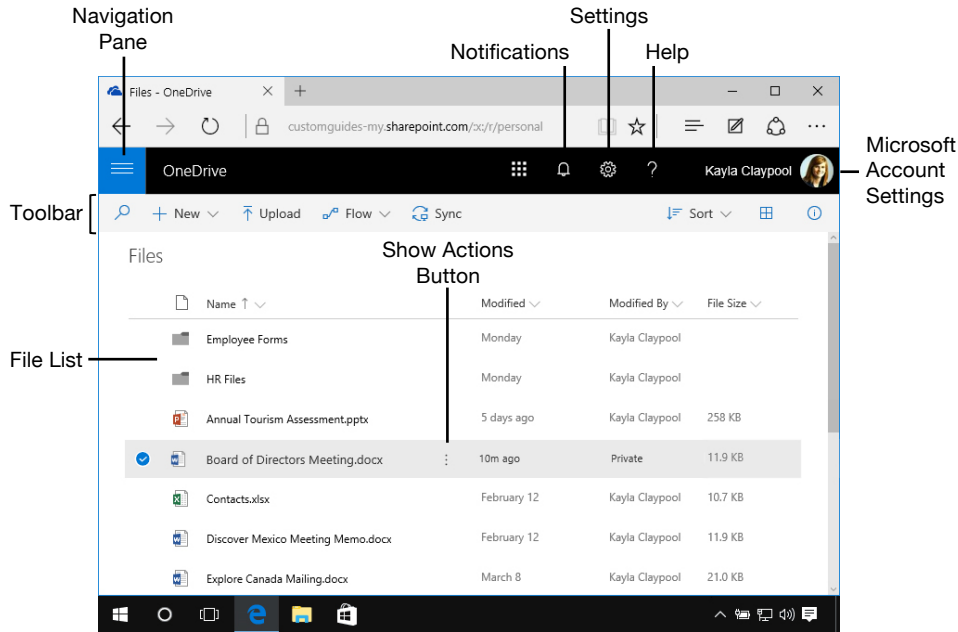 Navigation
Pane
Settings
Notifications
Help
Files - OneDrive
customguides-my.sharepoint.com/:x:/r/personal
OneDrive
Kayla Claypool
Microsoft
Account
Settings
Toolbar
New Upload Flow Sync Sort
Files
Show Actions
Button
Name Modified Modified By File Size
File List
Employee Forms Monday Kayla Claypool
HR Files Monday Kayla Claypool
Annual Tourism Assessment.pptx 5 days ago Kayla Claypool 258 KB
Board of Directors Meeting.docx 10m ago Private 11.9 KB
Contacts.xlsx February 12 Kayla Claypool 10.7 KB
Discover Mexico Meeting Memo.docx February 12 Kayla Claypool 11.9 KB
Explore Canada Mailing.docx March 8 Kayla Claypool 21.0 KB